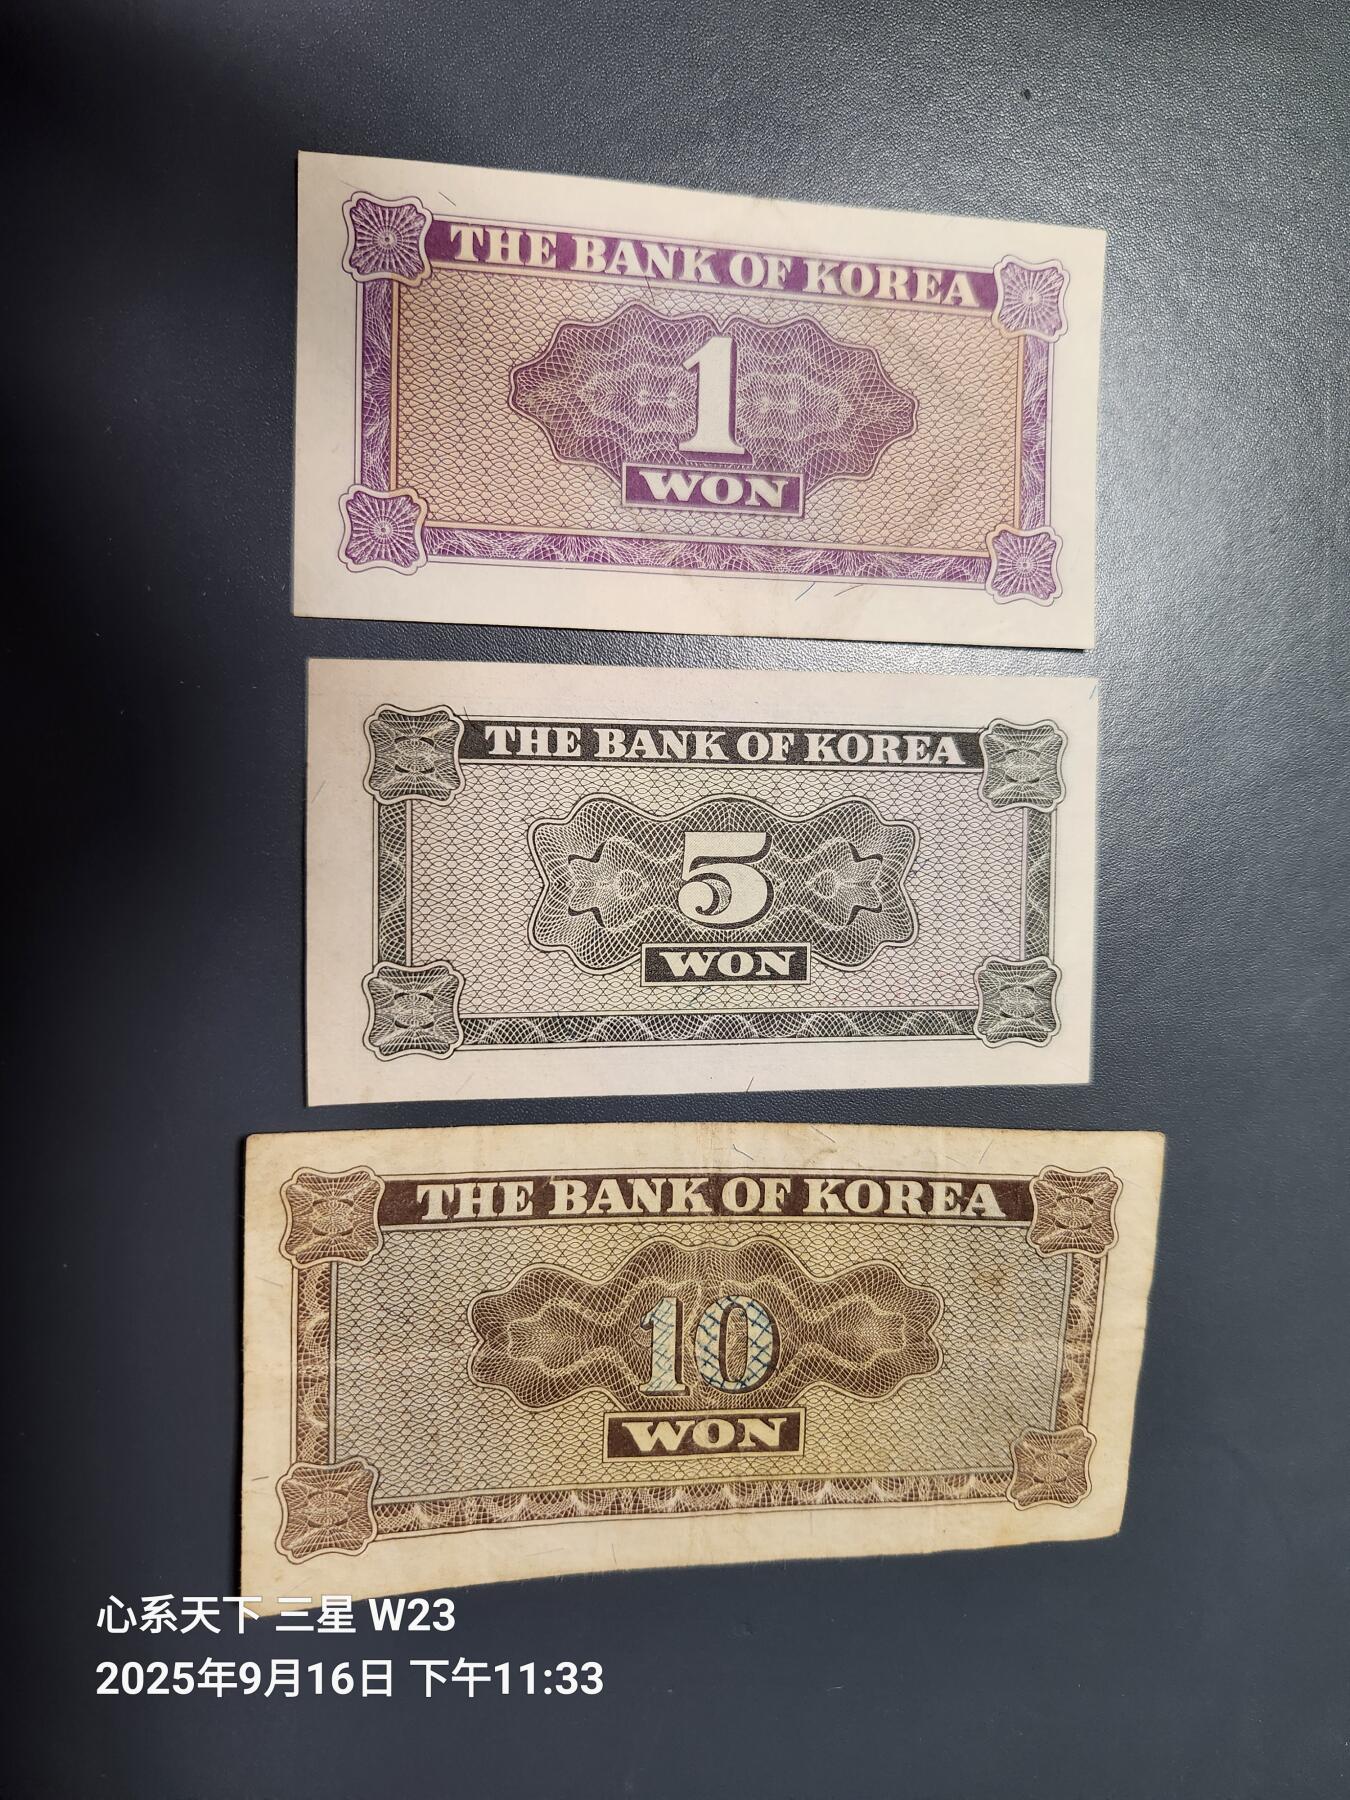 THE BANK OF KOREA
1
WON
THE BANK OF KOREA
5
WON
THE BANK OF KOREA
10
WON
心系天下 三星 W23
2025年9月16日 下午11:33